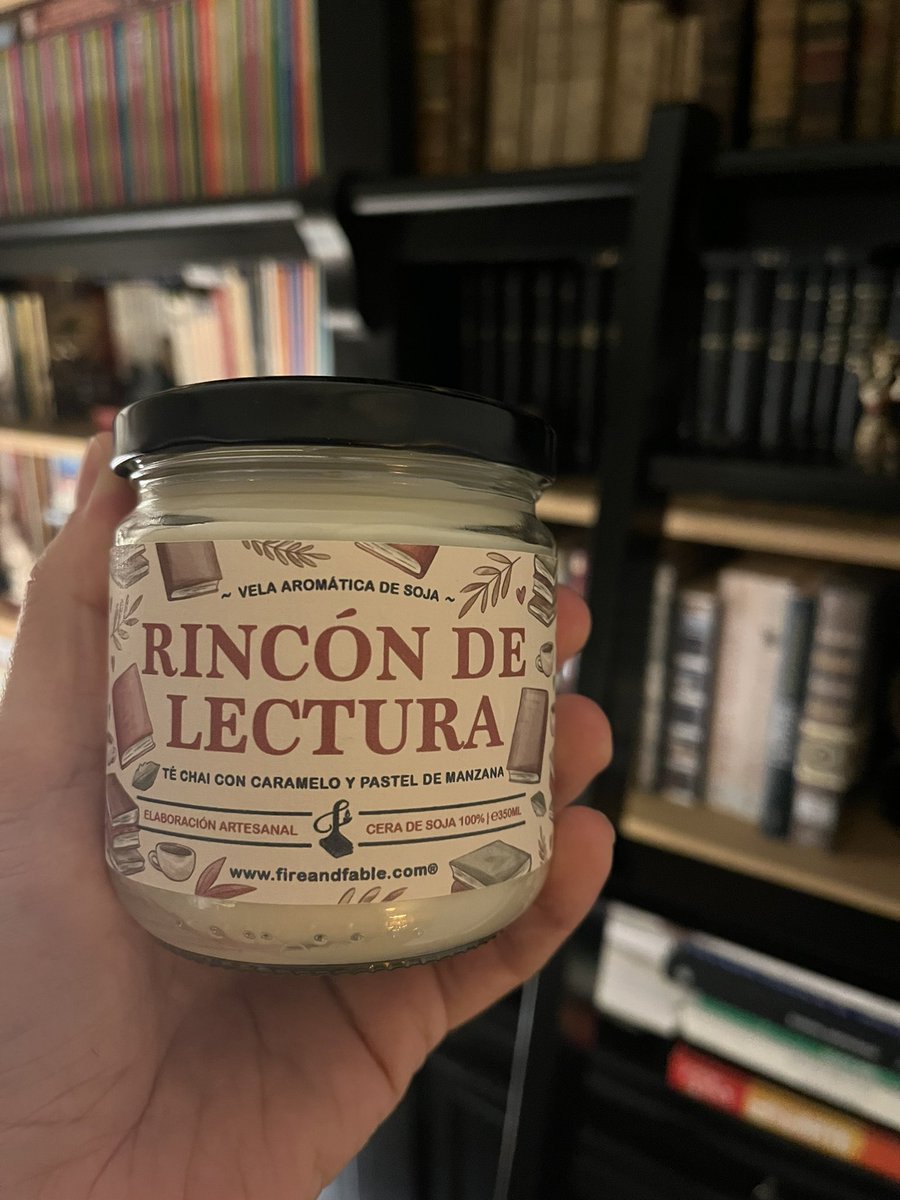 ~ VELA AROMÁTICA DE SOJA ~
RINCÓN DE
LECTURA
TÉ CHAI CON CARAMELO Y PASTEL DE MANZANA
ELABORACIÓN ARTESANAL
CERA DE SOJA 100% | ℮350ML
www.fireandfable.com®